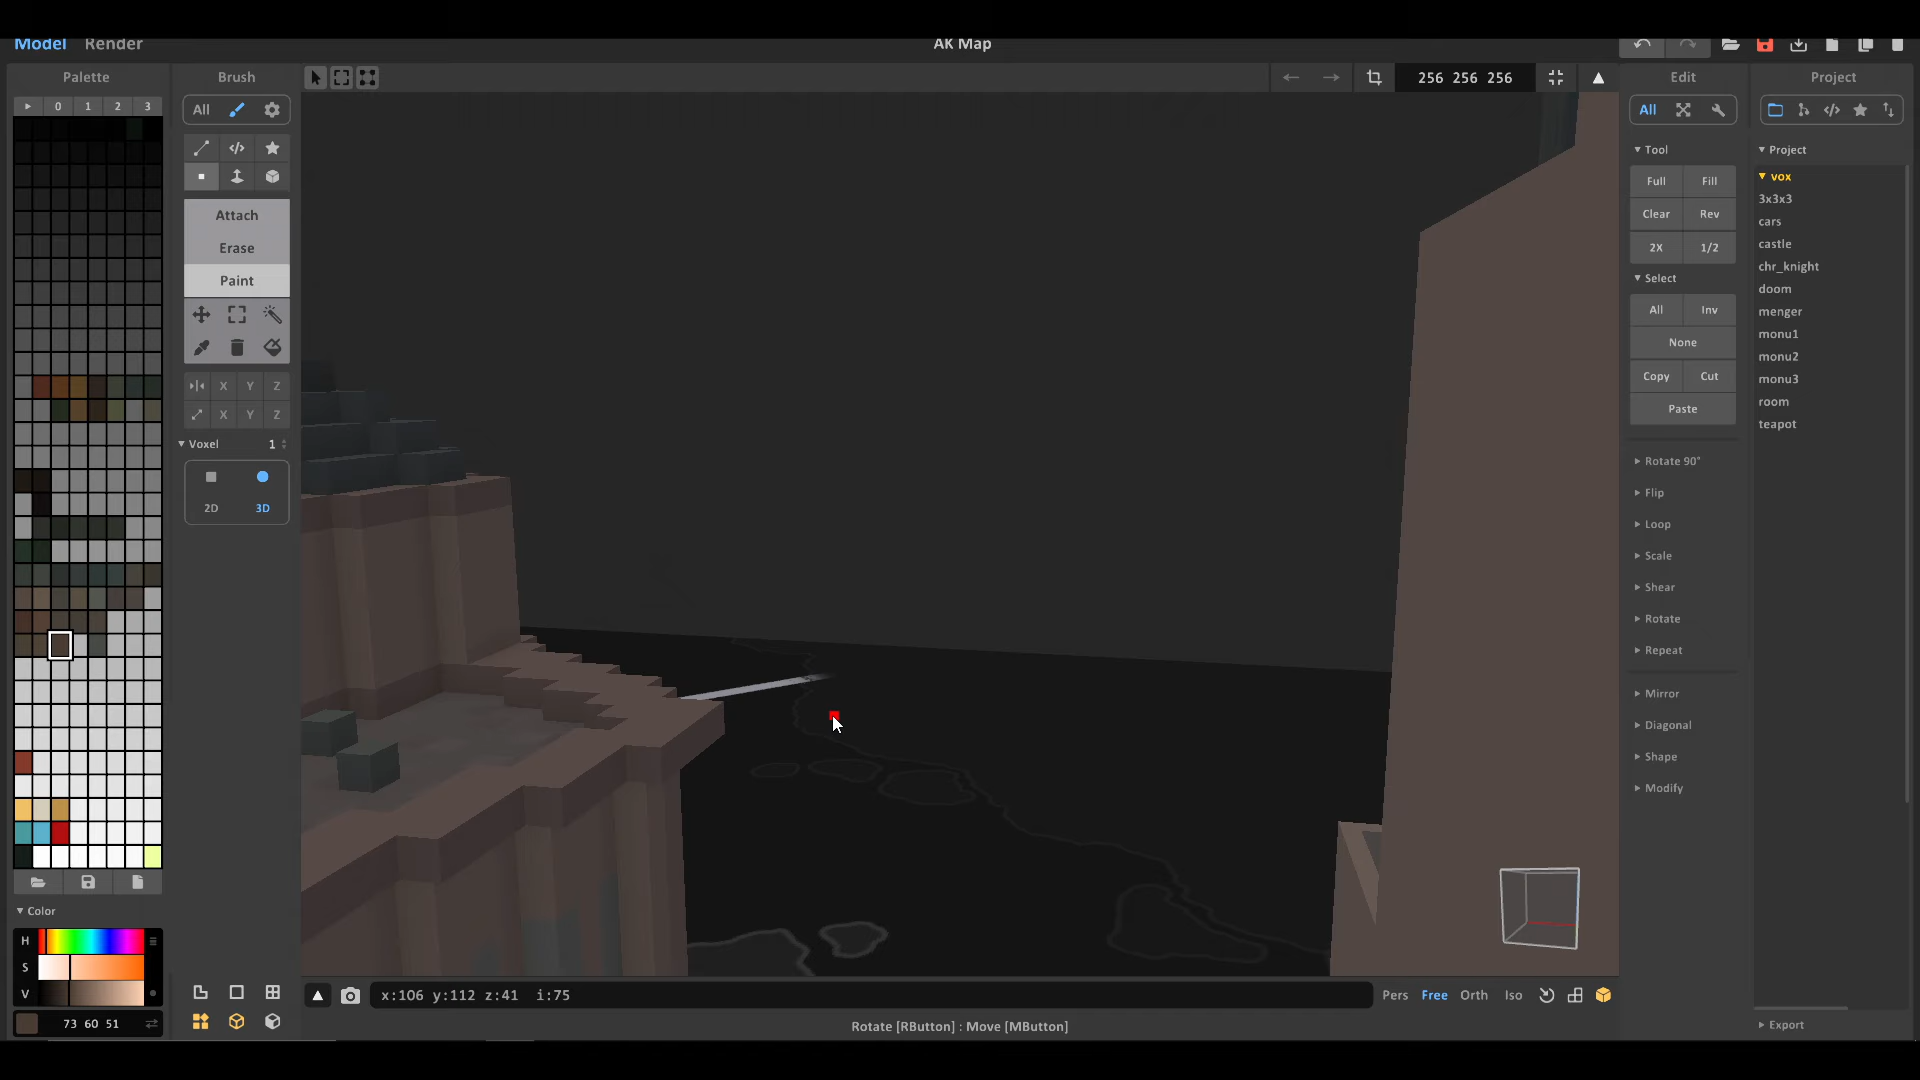 Model Render
AK Map
Palette
Brush
256 256 256
Edit
Project
0 1 2 3
All
All
Tool
Full Fill
Clear Rev
2X 1/2
Select
All Inv
None
Copy Cut
Paste
Rotate 90°
Flip
Loop
Scale
Shear
Rotate
Repeat
Mirror
Diagonal
Shape
Modify
Project
vox
3x3x3
cars
castle
chr_knight
doom
menger
monu1
monu2
monu3
room
teapot
Export
Attach
Erase
Paint
X Y Z
X Y Z
Voxel 1
2D 3D
Color
H
S
V
73 60 51
x:106 y:112 z:41 i:75
Pers Free Orth Iso
Rotate [RButton] : Move [MButton]